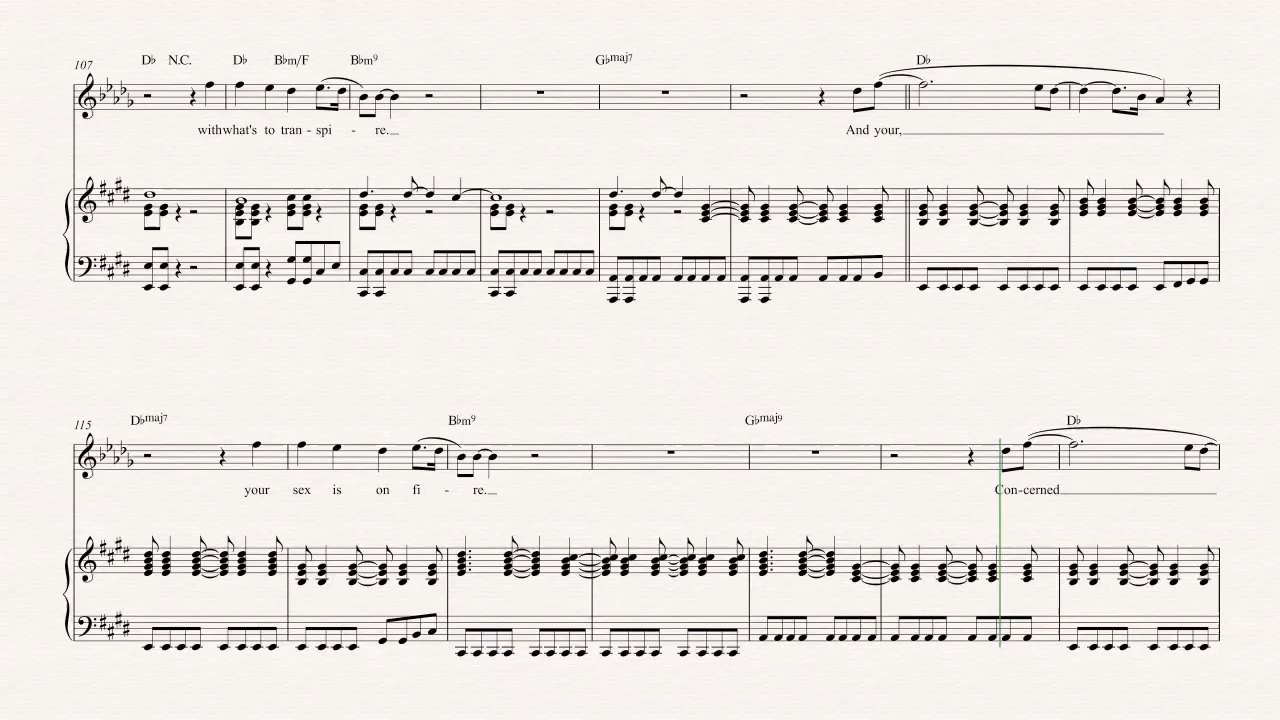 D♭ N.C. D♭ B♭m/F B♭m9 G♭maj7 D♭
107
with what's to tran - spi - re. And your,
D♭maj7 B♭m9 G♭maj9 D♭
115
your sex is on fi - re. Con-cerned